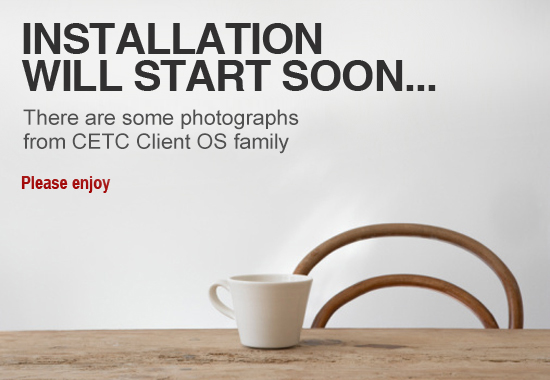 INSTALLATION
WILL START SOON...
There are some photographs
from CETC Client OS family
Please enjoy